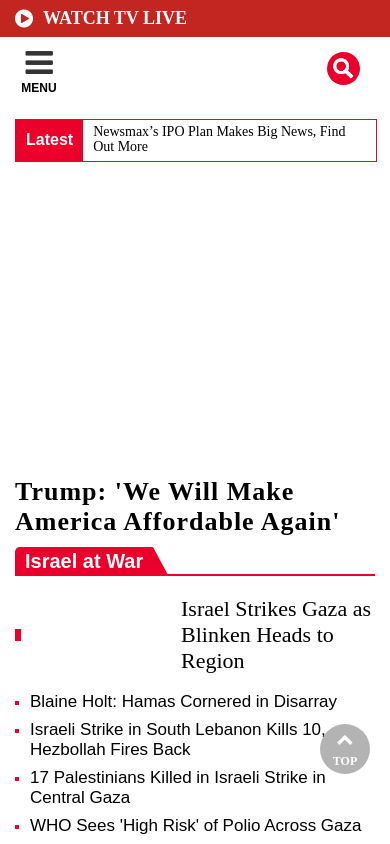 WATCH TV LIVE
MENU
Latest
Newsmax’s IPO Plan Makes Big News, Find
Out More
Trump: 'We Will Make
America Affordable Again'
Israel at War
Israel Strikes Gaza as
Blinken Heads to
Region
Blaine Holt: Hamas Cornered in Disarray
Israeli Strike in South Lebanon Kills 10,
Hezbollah Fires Back
17 Palestinians Killed in Israeli Strike in
Central Gaza
WHO Sees 'High Risk' of Polio Across Gaza
TOP